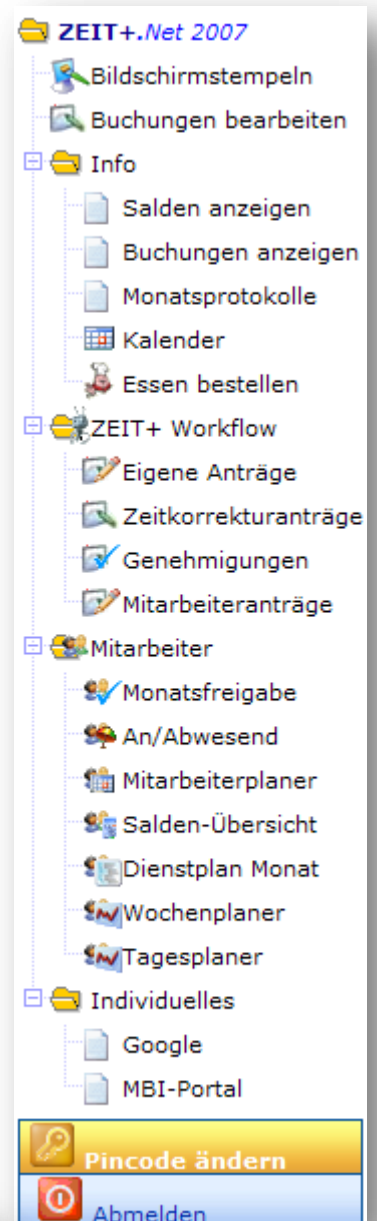 ZEIT+.Net 2007
Bildschirmstempeln
Buchungen bearbeiten
Info
Salden anzeigen
Buchungen anzeigen
Monatsprotokolle
Kalender
Essen bestellen
ZEIT+ Workflow
Eigene Anträge
Zeitkorrekturanträge
Genehmigungen
Mitarbeiteranträge
Mitarbeiter
Monatsfreigabe
An/Abwesend
Mitarbeiterplaner
Salden-Übersicht
Dienstplan Monat
Wochenplaner
Tagesplaner
Individuelles
Google
MBI-Portal
Pincode ändern
Abmelden